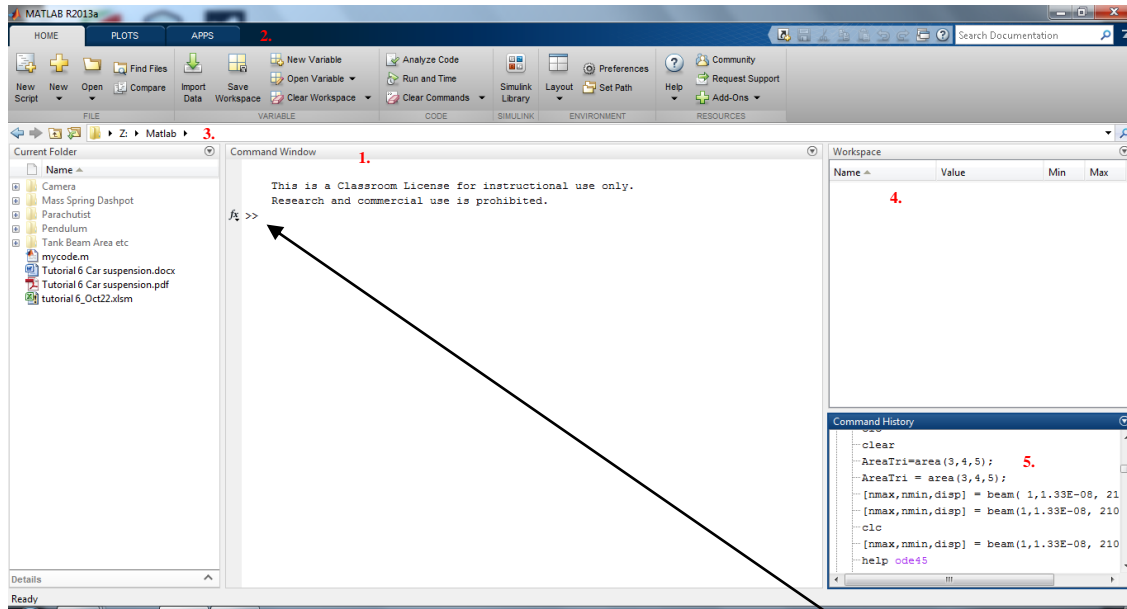 MATLAB R2013a
HOME PLOTS APPS 2. Search Documentation
New Script
New
Open
Find Files
Compare
Import Data
Save Workspace
New Variable
Open Variable
Clear Workspace
Analyze Code
Run and Time
Clear Commands
Simulink Library
Layout
Preferences
Set Path
Help
Community
Request Support
Add-Ons
FILE VARIABLE CODE SIMULINK ENVIRONMENT RESOURCES
Z: Matlab 3.
Current Folder
Name
Camera
Mass Spring Dashpot
Parachutist
Pendulum
Tank Beam Area etc
mycode.m
Tutorial 6 Car suspension.docx
Tutorial 6 Car suspension.pdf
tutorial 6_Oct22.xlsm
Details
Command Window 1.
This is a Classroom License for instructional use only.
Research and commercial use is prohibited.
fx >>
Workspace
Name Value Min Max
4.
Command History
clear
AreaTri=area(3,4,5); 5.
AreaTri = area(3,4,5);
[nmax,nmin,disp] = beam( 1,1.33E-08, 21
[nmax,nmin,disp] = beam(1,1.33E-08, 210
clc
[nmax,nmin,disp] = beam(1,1.33E-08, 210
help ode45
Ready